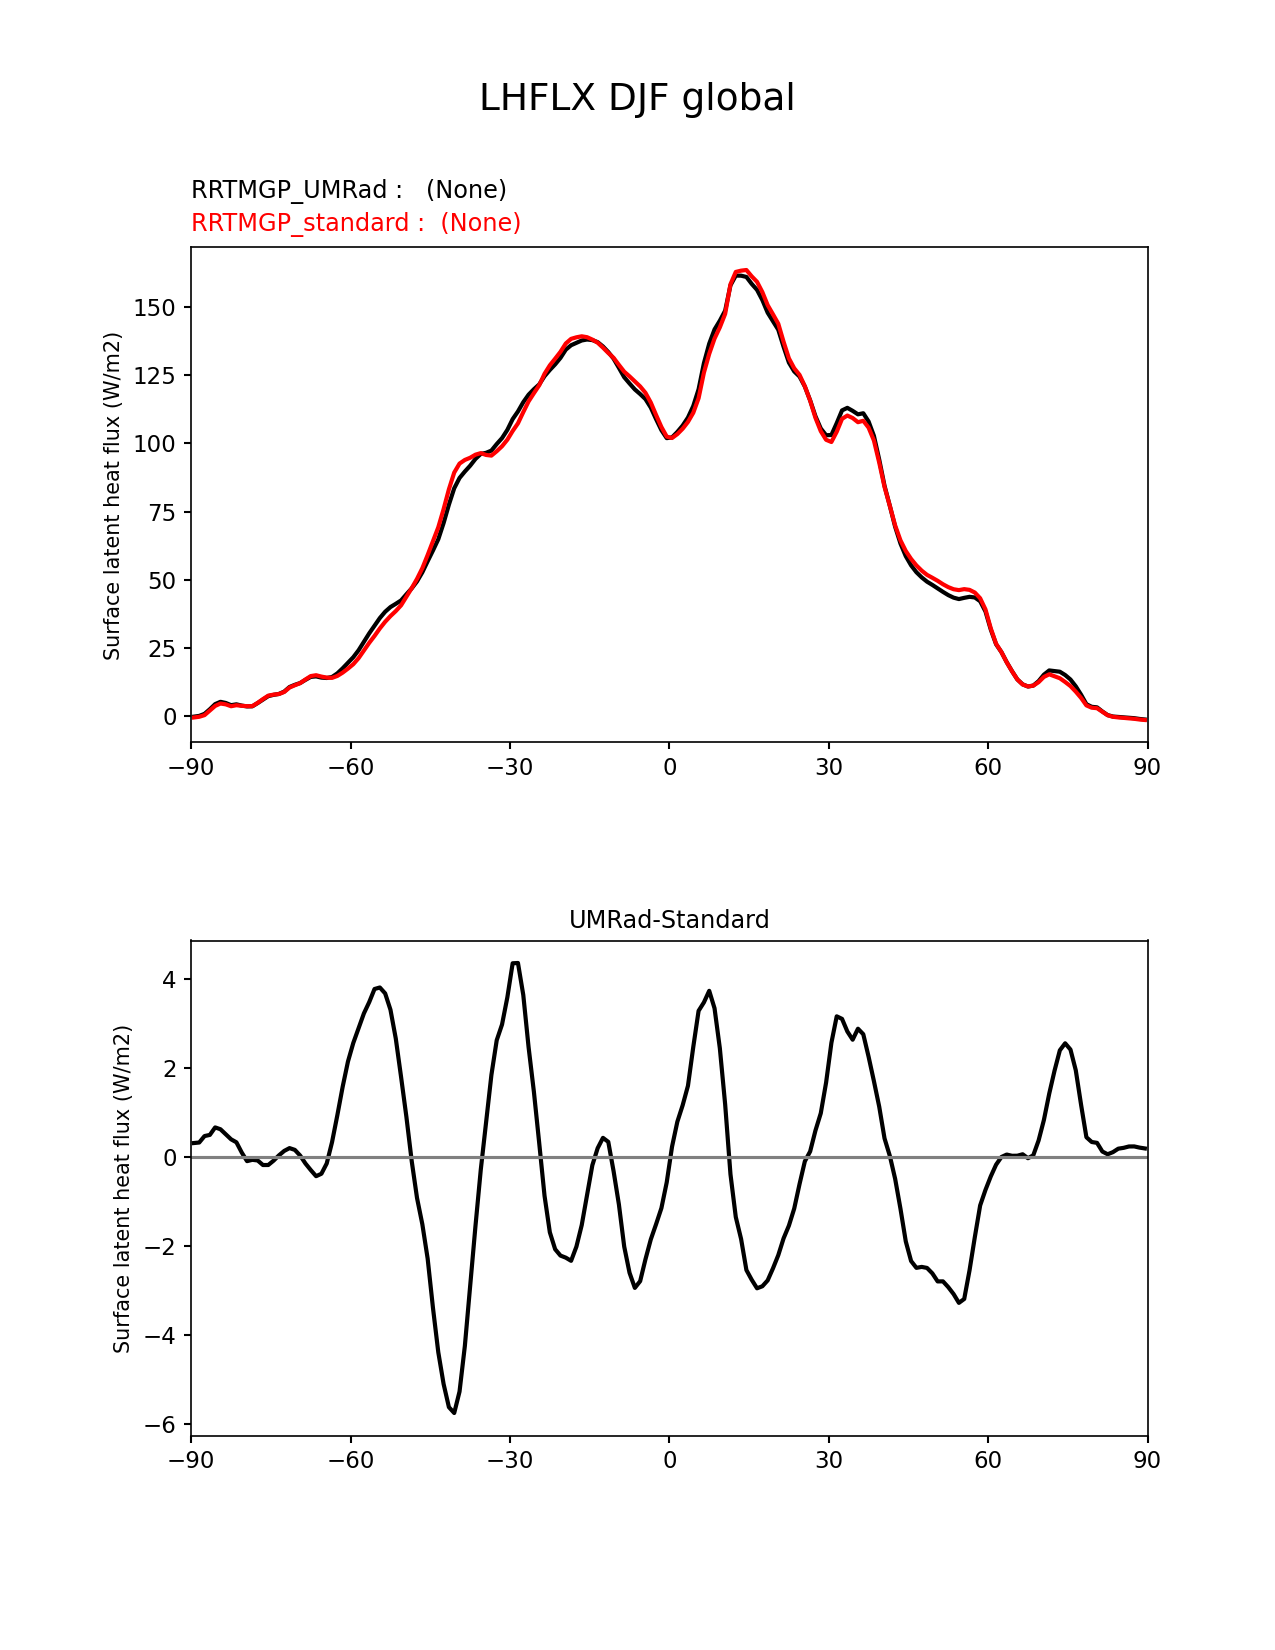 LHFLX DJF global
RRTMGP_UMRad :   (None)
RRTMGP_standard :  (None)
Surface latent heat flux (W/m2)
150
125
100
75
50
25
0
−90 −60 −30 0 30 60 90
UMRad-Standard
Surface latent heat flux (W/m2)
4
2
0
−2
−4
−6
−90 −60 −30 0 30 60 90